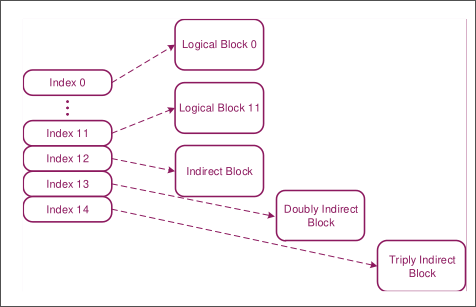 Logical Block 0
Index 0
Logical Block 11
Index 11
Index 12
Indirect Block
Index 13
Doubly Indirect
Block
Index 14
Triply Indirect
Block